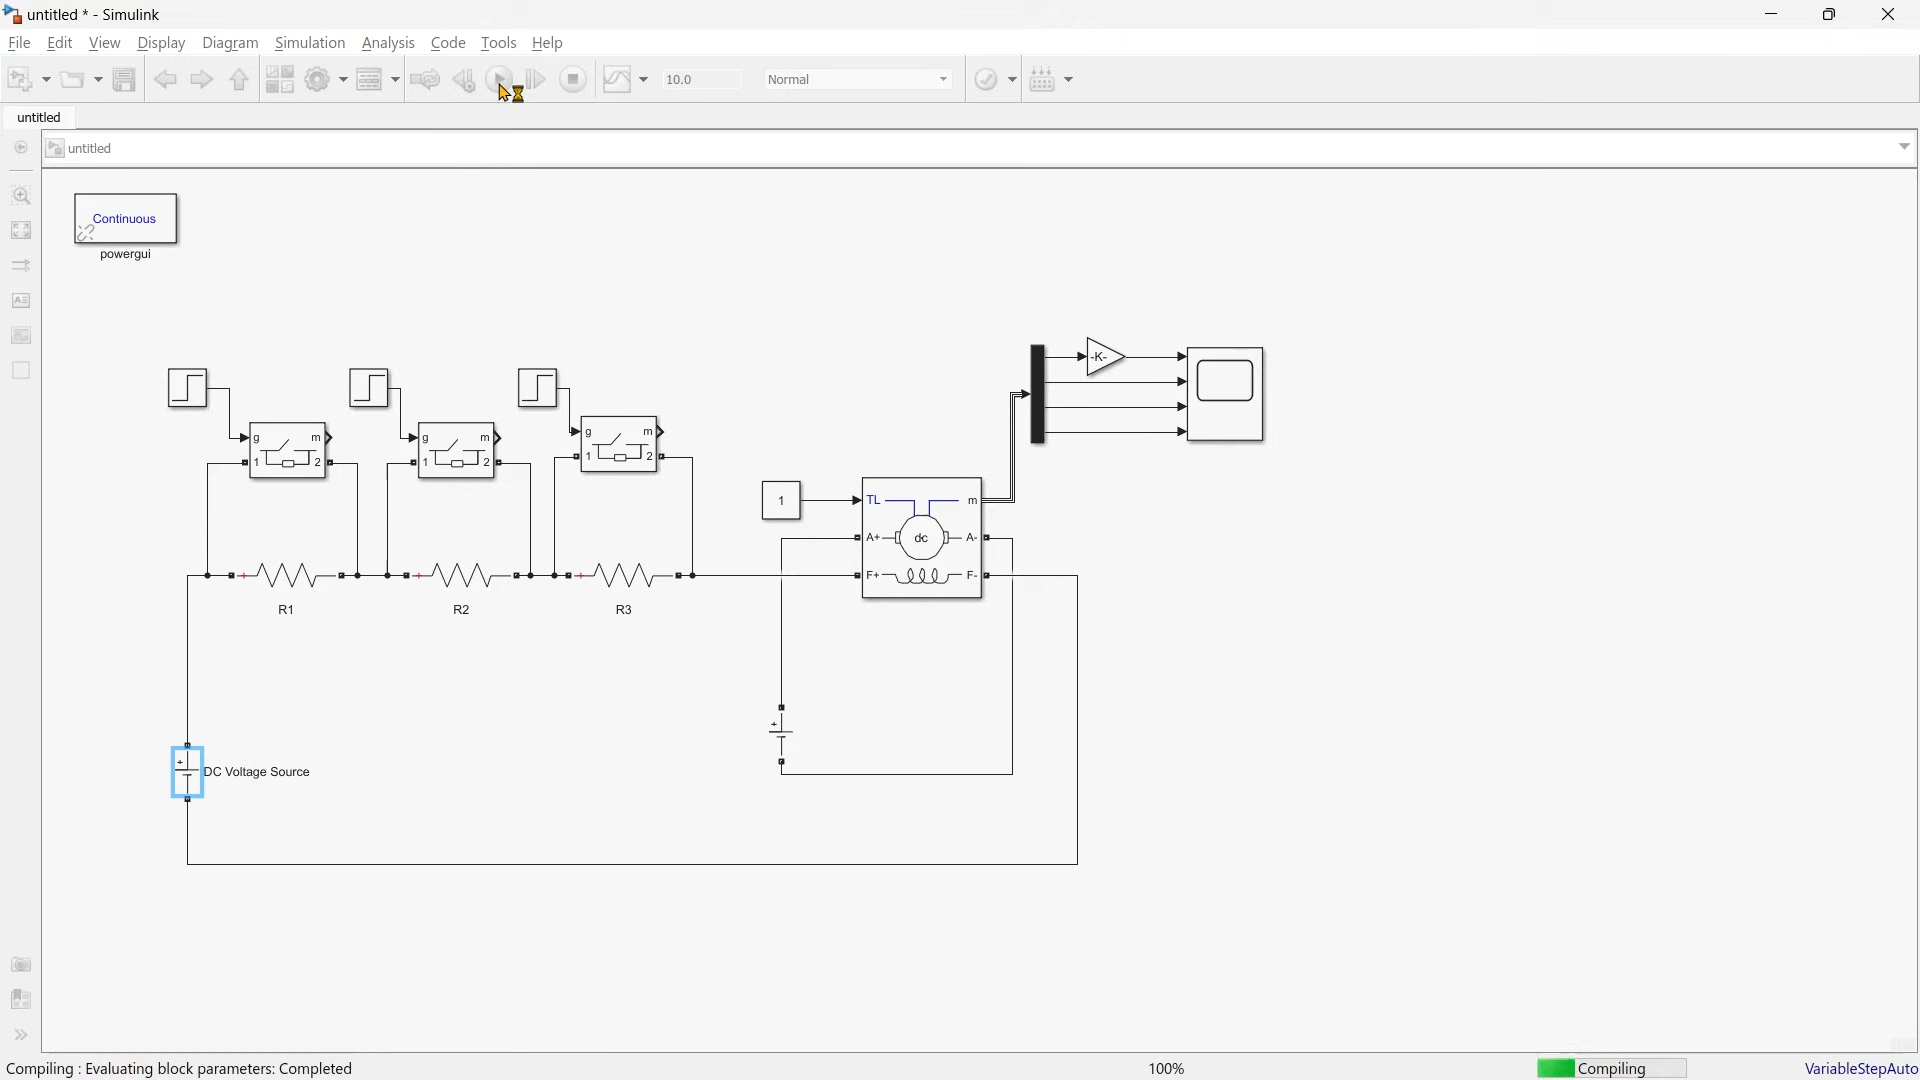 untitled * - Simulink
File Edit View Display Diagram Simulation Analysis Code Tools Help
10.0 Normal
untitled
untitled
Continuous
powergui
-K-
g m
1 2
g m
1 2
g m
1 2
1
TL m
A+ dc A-
F+ F-
R1 R2 R3
DC Voltage Source
Compiling : Evaluating block parameters: Completed 100% Compiling VariableStepAuto